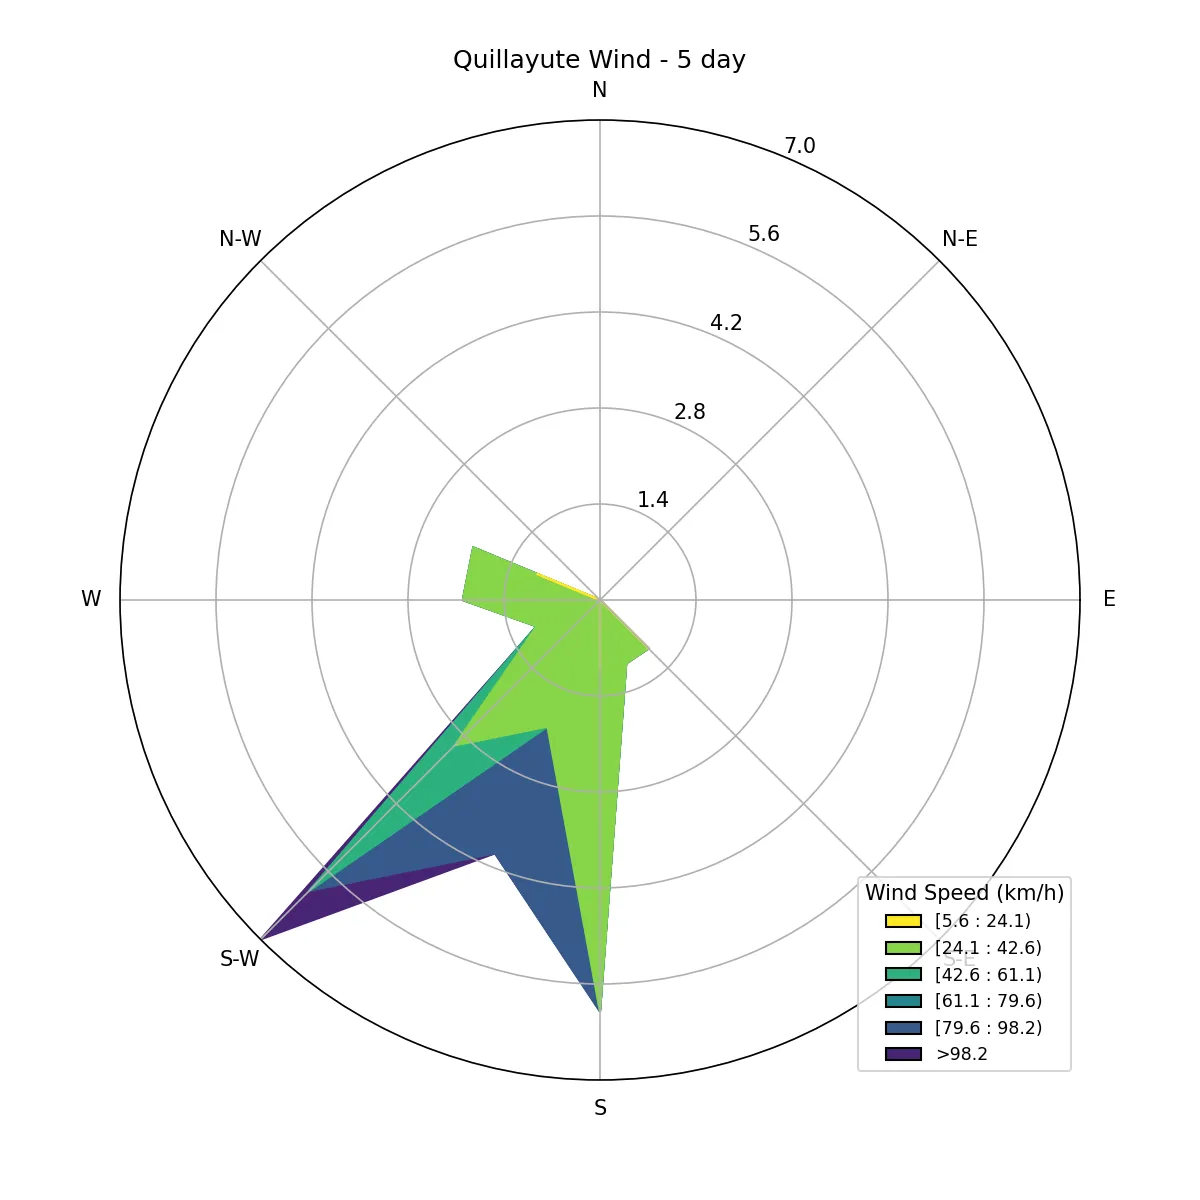 Quillayute Wind - 5 day
N
7.0
N-W
5.6
N-E
4.2
2.8
1.4
W
E
S-W
S-E
S
Wind Speed (km/h)
[5.6 : 24.1)
[24.1 : 42.6)
[42.6 : 61.1)
[61.1 : 79.6)
[79.6 : 98.2)
>98.2